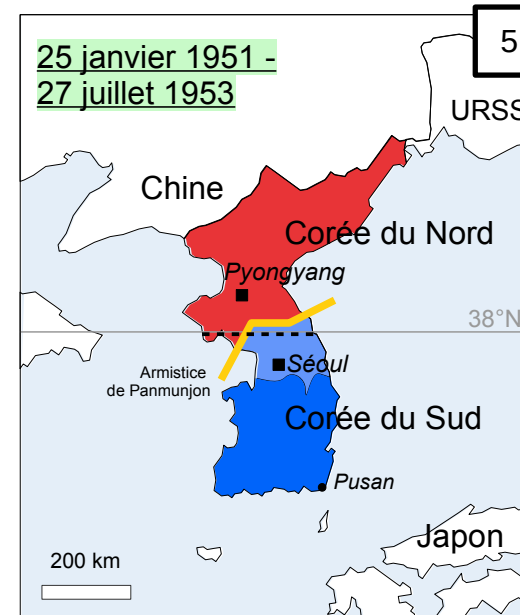 25 janvier 1951 -
27 juillet 1953
5
URSS
Chine
Corée du Nord
Pyongyang
38°N
Armistice
de Panmunjon
Séoul
Corée du Sud
Pusan
Japon
200 km